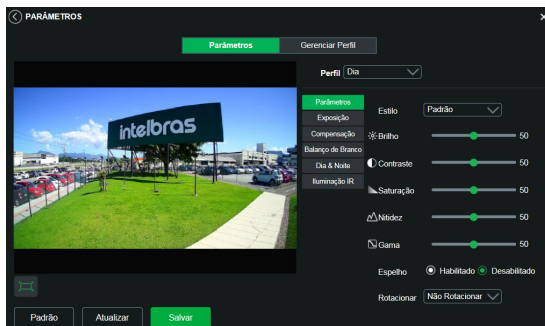 PARÂMETROS
Parâmetros Gerenciar Perfil
Perfil Dia
intelbras
Parâmetros
Exposição
Compensação
Balanço de Branco
Dia & Noite
Iluminação IR
Estilo Padrão
Brilho 50
Contraste 50
Saturação 50
Nitidez 50
Gama 50
Espelho Habilitado Desabilitado
Rotacionar Não Rotacionar
Padrão Atualizar Salvar